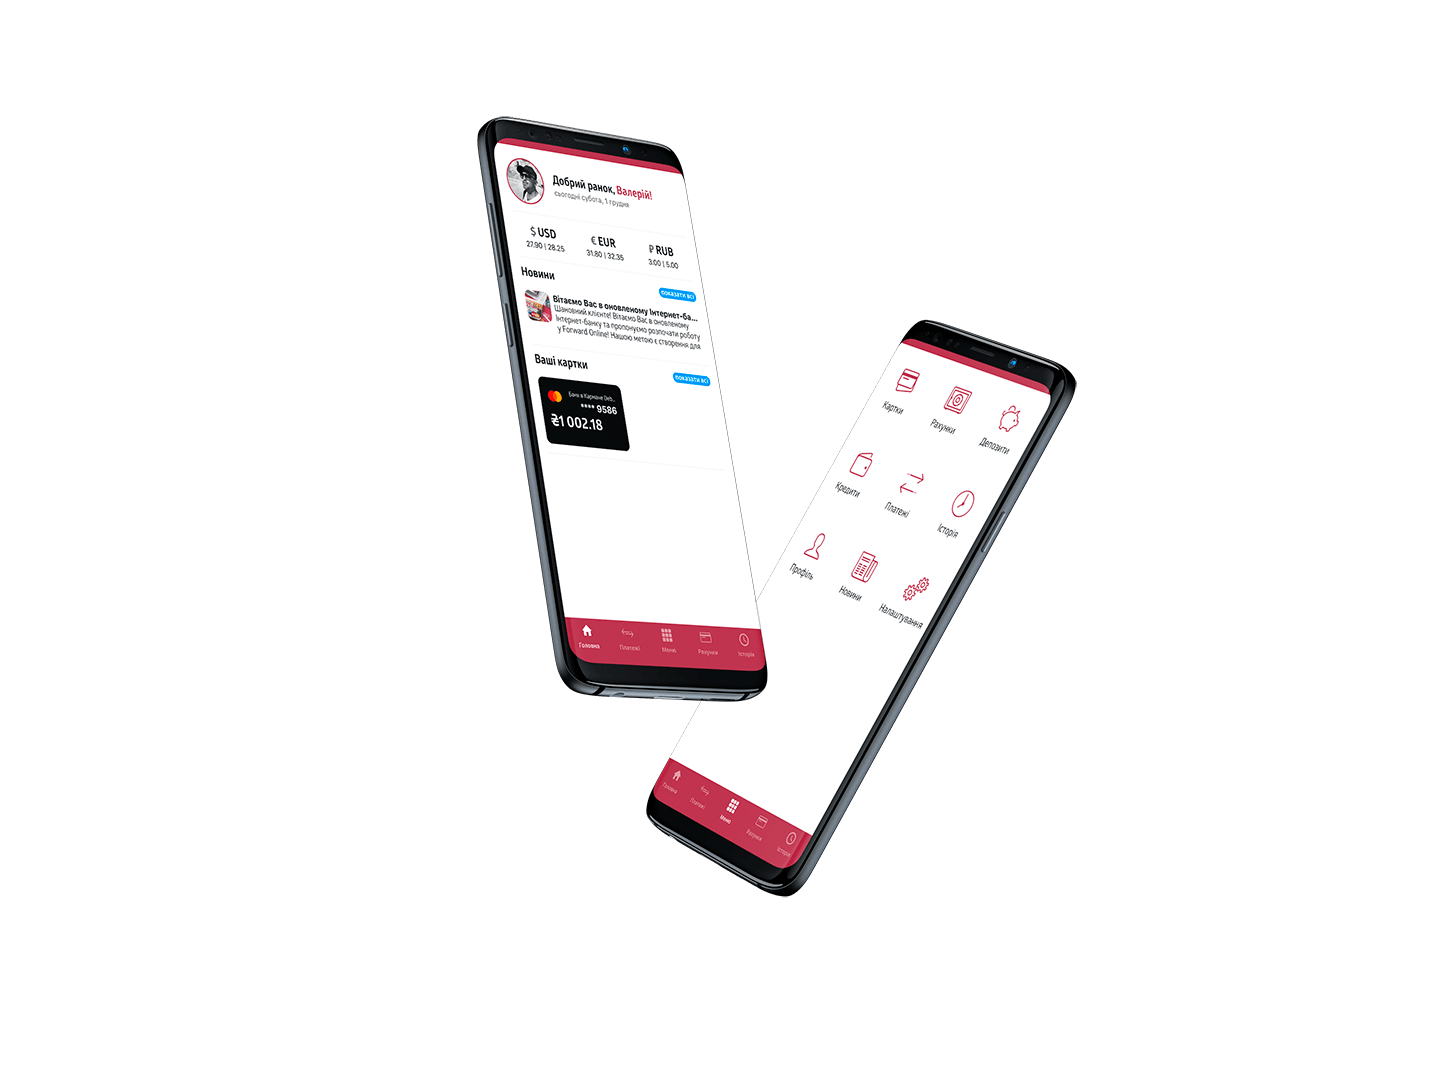 Добрий ранок, Валерій!
сьогодні субота, 1 грудня
$ USD
27.90 | 28.25
€ EUR
31.80 | 32.35
₽ RUB
3.00 | 5.00
Новини
показати всі
Вітаємо Вас в оновленому Інтернет-ба...
Шановний клієнте! Вітаємо Вас в оновленому
Інтернет-банку та пропонуємо розпочати роботу
у Forward Online! Нашою метою є створення для
Ваші картки
показати всі
Банк в Кармане Deb..
**** 9586
₴1 002.18
Головна
Платежі
Меню
Рахунки
Історія
Картки
Рахунки
Депозити
Кредити
Платежі
Історія
Профіль
Новини
Налаштування
Головна
Платежі
Меню
Рахунки
Історія